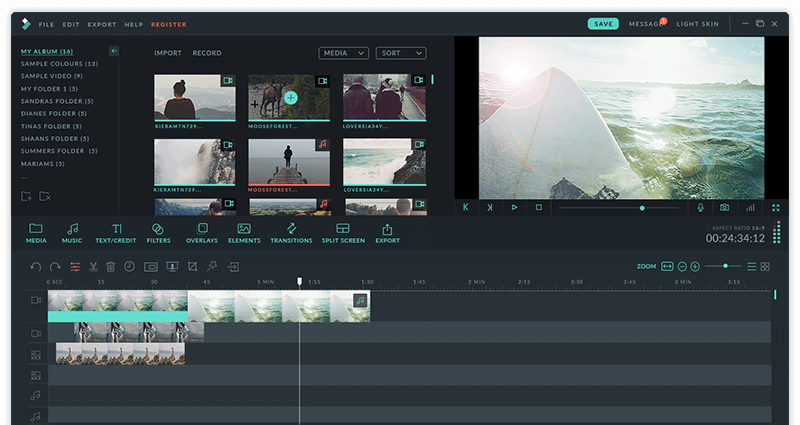 FILE EDIT EXPORT HELP REGISTER
SAVE MESSAGE 1 LIGHT SKIN
MY ALBUM (16)
SAMPLE COLOURS (13)
SAMPLE VIDEO (9)
MY FOLDER 1 (5)
SANDRAS FOLDER (5)
DIANES FOLDER (5)
TINAS FOLDER (5)
SHAANS FOLDER (5)
SUMMERS FOLDER (5)
MARIAMS (5)
...
IMPORT RECORD MEDIA SORT
KIERAMTN729... MOOSEFOREST... LOVERSIA34Y...
KIERAMTN729... MOOSEFOREST... LOVERSIA34Y...
MEDIA MUSIC TEXT/CREDIT FILTERS OVERLAYS ELEMENTS TRANSITIONS SPLIT SCREEN EXPORT
ASPECT RATIO 16:9
00:24:34:12
ZOOM
0 SEC 15 30 45 1 MIN 1:15 1:30 1:45 2 MIN 2:15 2:30 2:45 3 MIN 3:15